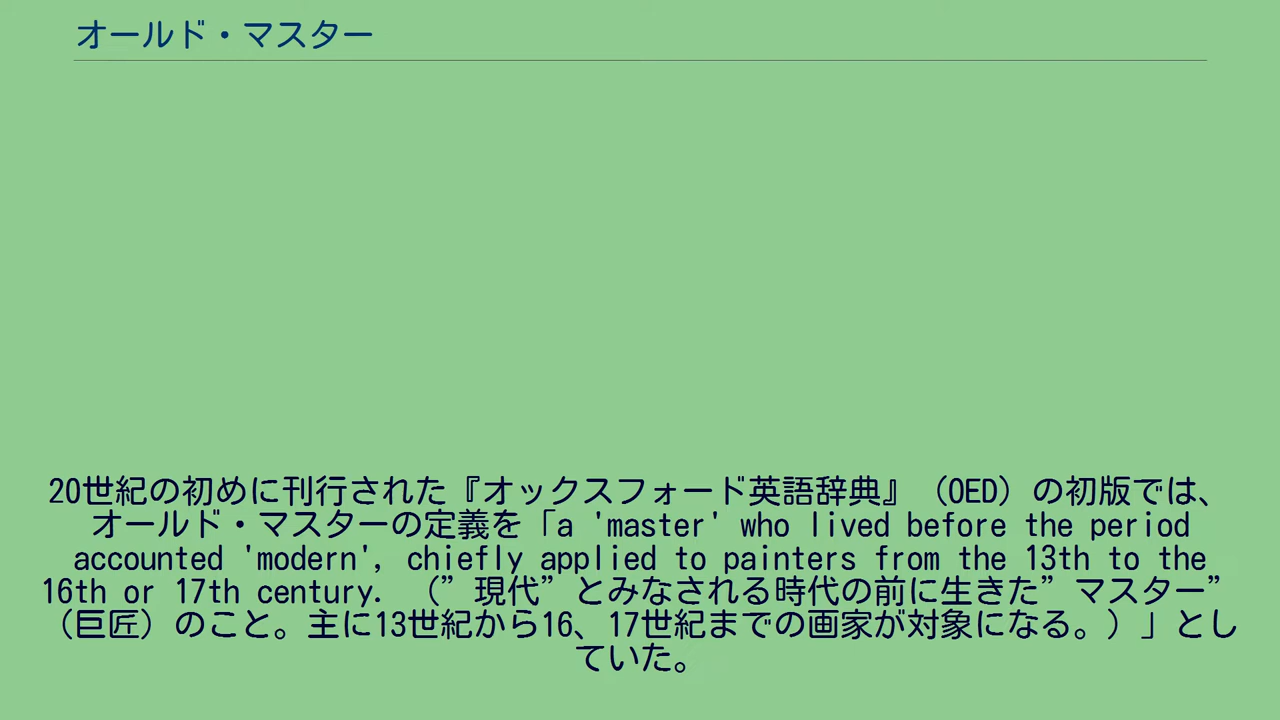 オールド・マスター
20世紀の初めに刊行された『オックスフォード英語辞典』（OED）の初版では、
オールド・マスターの定義を「a 'master' who lived before the period
accounted 'modern', chiefly applied to painters from the 13th to the
16th or 17th century. （”現代”とみなされる時代の前に生きた”マスター”
（巨匠）のこと。主に13世紀から16、17世紀までの画家が対象になる。）」とし
ていた。